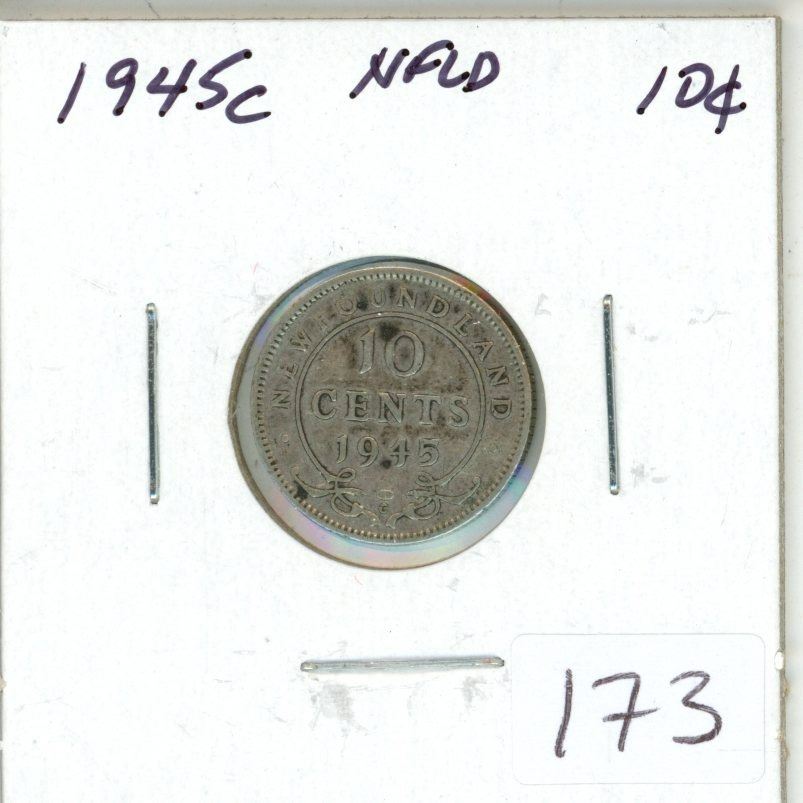 1945c NFLD 10¢
NEWFOUNDLAND
10
CENTS
1945
C
173